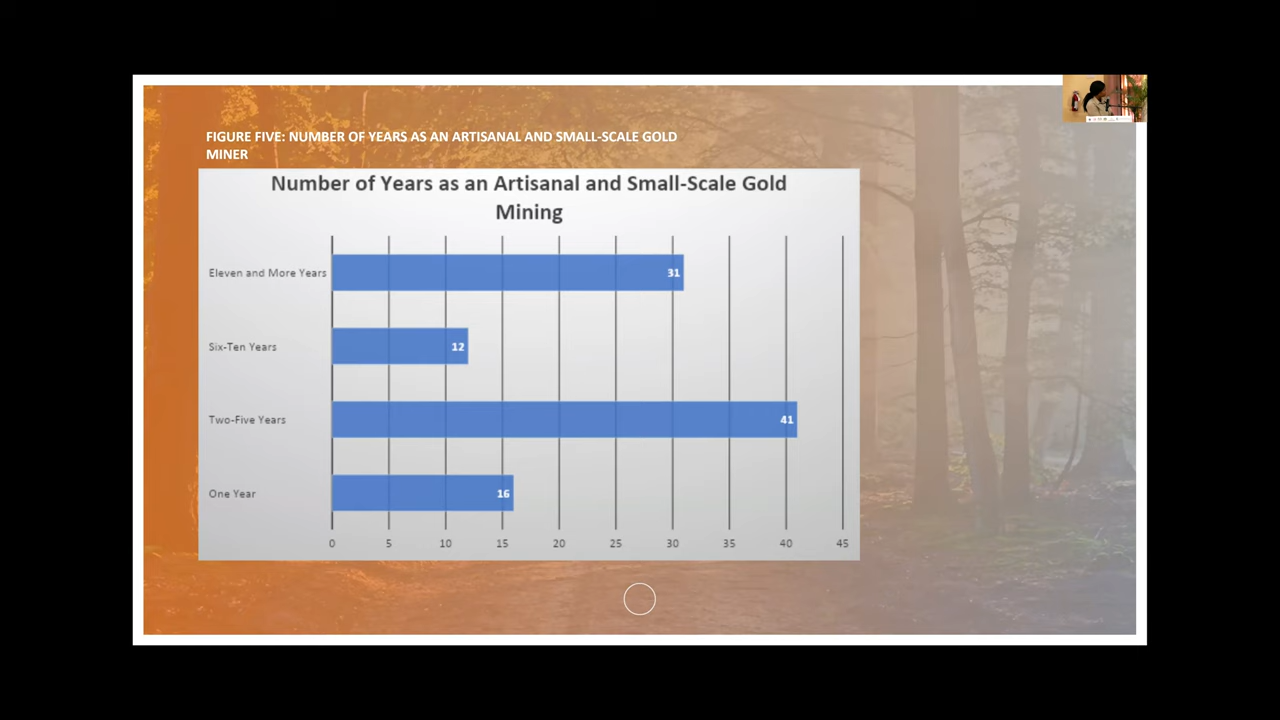 FIGURE FIVE: NUMBER OF YEARS AS AN ARTISANAL AND SMALL-SCALE GOLD
MINER
Number of Years as an Artisanal and Small-Scale Gold
Mining
Eleven and More Years
31
Six-Ten Years
12
Two-Five Years
41
One Year
16
0 5 10 15 20 25 30 35 40 45